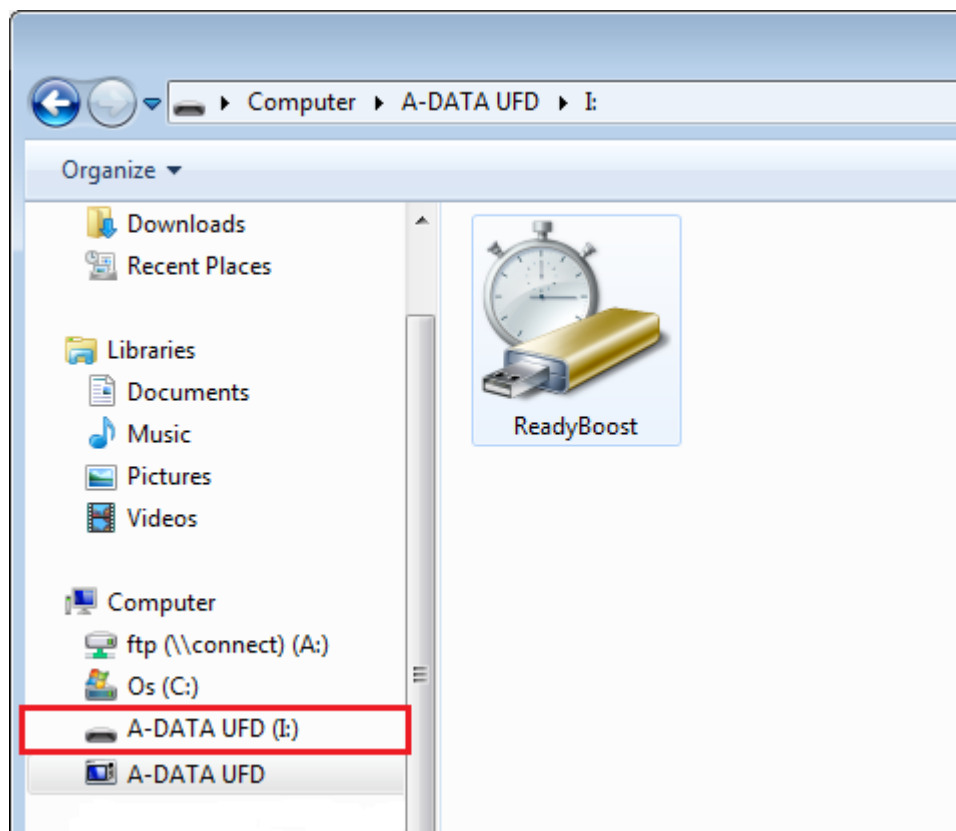 Computer A-DATA UFD I:
Organize
Downloads
Recent Places
Libraries
Documents
Music
Pictures
Videos
Computer
ftp (\\connect) (A:)
Os (C:)
A-DATA UFD (I:)
A-DATA UFD
ReadyBoost